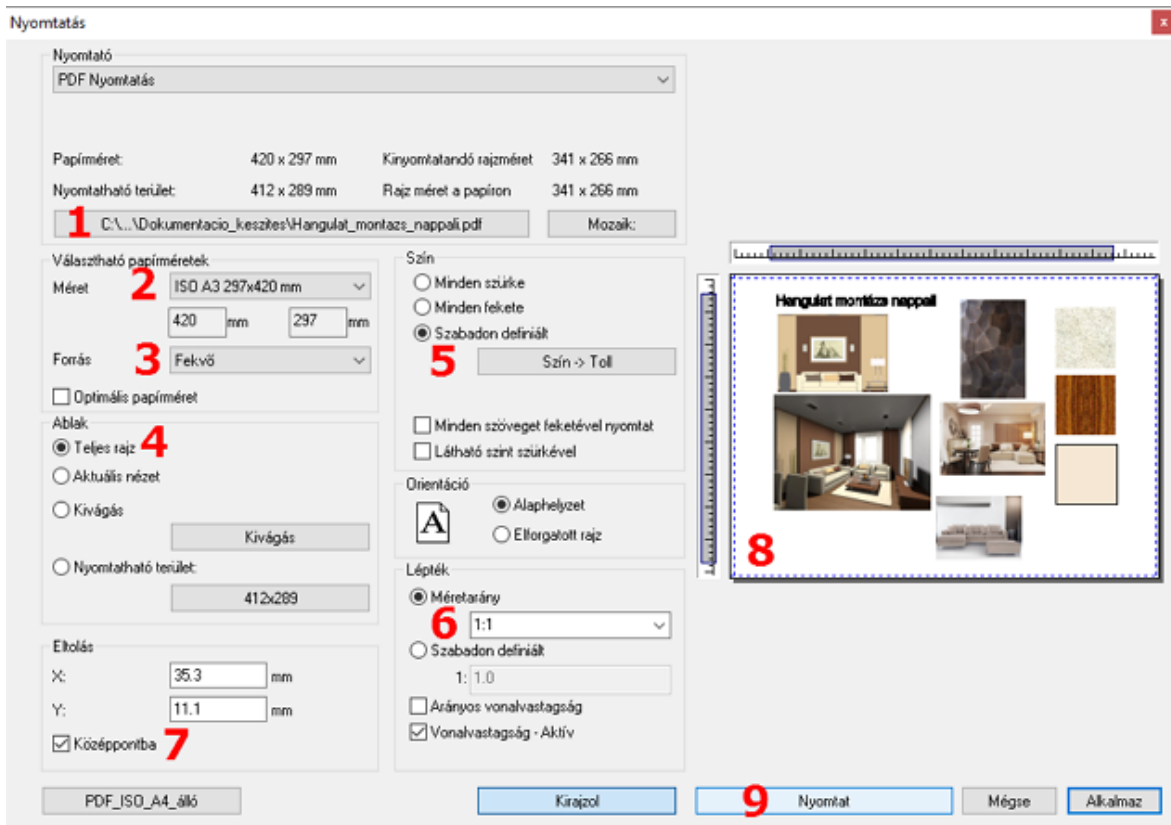 Nyomtatás
x
Nyomtató
PDF Nyomtatás
Papírméret: 420 x 297 mm Kinyomtatandó rajzméret 341 x 266 mm
Nyomtatható terület: 412 x 289 mm Rajz méret a papíron 341 x 266 mm
1 C:\...\Dokumentacio_keszites\Hangulat_montazs_nappali.pdf Mozaik:
Választható papírméretek
Méret 2 ISO A3 297x420 mm
420 mm 297 mm
Forrás 3 Fekvő
Optimális papírméret
Ablak
Teljes rajz 4
Aktuális nézet
Kivágás
Kivágás
Nyomtatható terület:
412x289
Eltolás
X: 35.3 mm
Y: 11.1 mm
Középpontba 7
PDF_ISO_A4_álló
Szín
Minden szürke
Minden fekete
Szabadon definiált
5 Szín -> Toll
Minden szöveget feketével nyomtat
Látható szint szürkével
Orientáció
A
Alaphelyzet
Elforgatott rajz
Lépték
Méretarány
6 1:1
Szabadon definiált
1: 1.0
Arányos vonalvastagság
Vonalvastagság - Aktív
Hangulat montázs nappali
8
Kirajzol
9 Nyomtat
Mégse
Alkalmaz